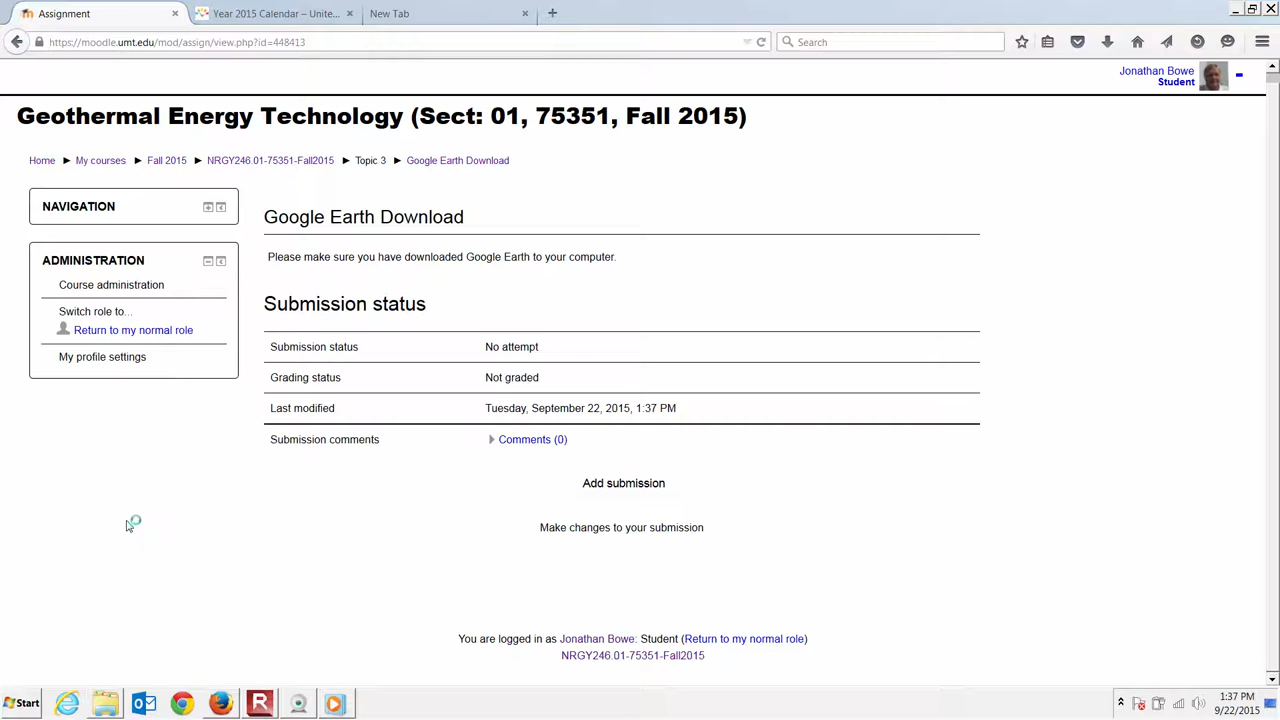 Assignment
Year 2015 Calendar – Unite...
New Tab
https://moodle.umt.edu/mod/assign/view.php?id=448413
Search
Jonathan Bowe
Student
Geothermal Energy Technology (Sect: 01, 75351, Fall 2015)
Home ► My courses ► Fall 2015 ► NRGY246.01-75351-Fall2015 ► Topic 3 ► Google Earth Download
NAVIGATION
ADMINISTRATION
Course administration
Switch role to...
Return to my normal role
My profile settings
Google Earth Download
Please make sure you have downloaded Google Earth to your computer.
Submission status
Submission status No attempt
Grading status Not graded
Last modified Tuesday, September 22, 2015, 1:37 PM
Submission comments Comments (0)
Add submission
Make changes to your submission
You are logged in as Jonathan Bowe: Student (Return to my normal role)
NRGY246.01-75351-Fall2015
Start
1:37 PM
9/22/2015